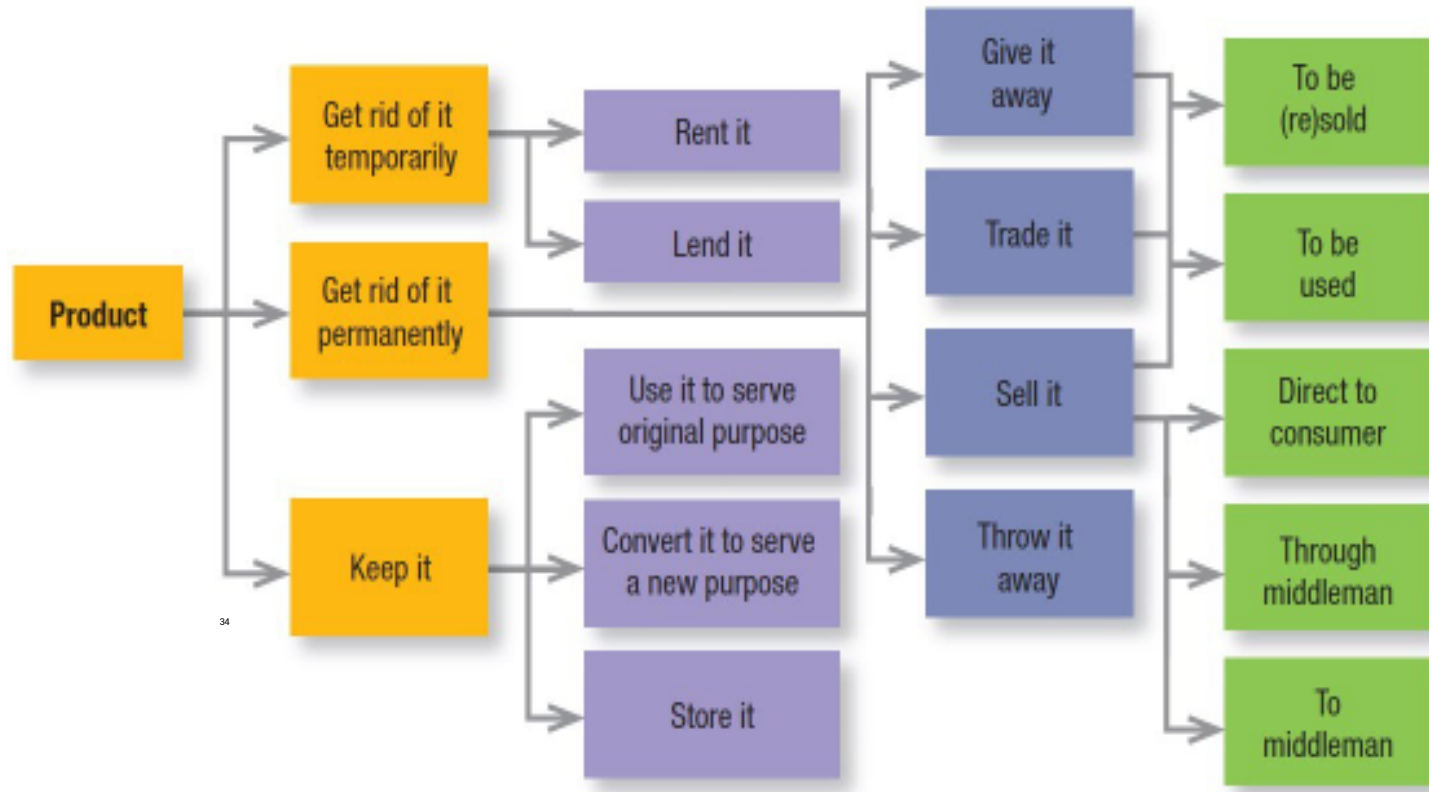 Product
Get rid of it
temporarily
Get rid of it
permanently
Keep it
34
Rent it
Lend it
Use it to serve
original purpose
Convert it to serve
a new purpose
Store it
Give it
away
Trade it
Sell it
Throw it
away
To be
(re)sold
To be
used
Direct to
consumer
Through
middleman
To
middleman